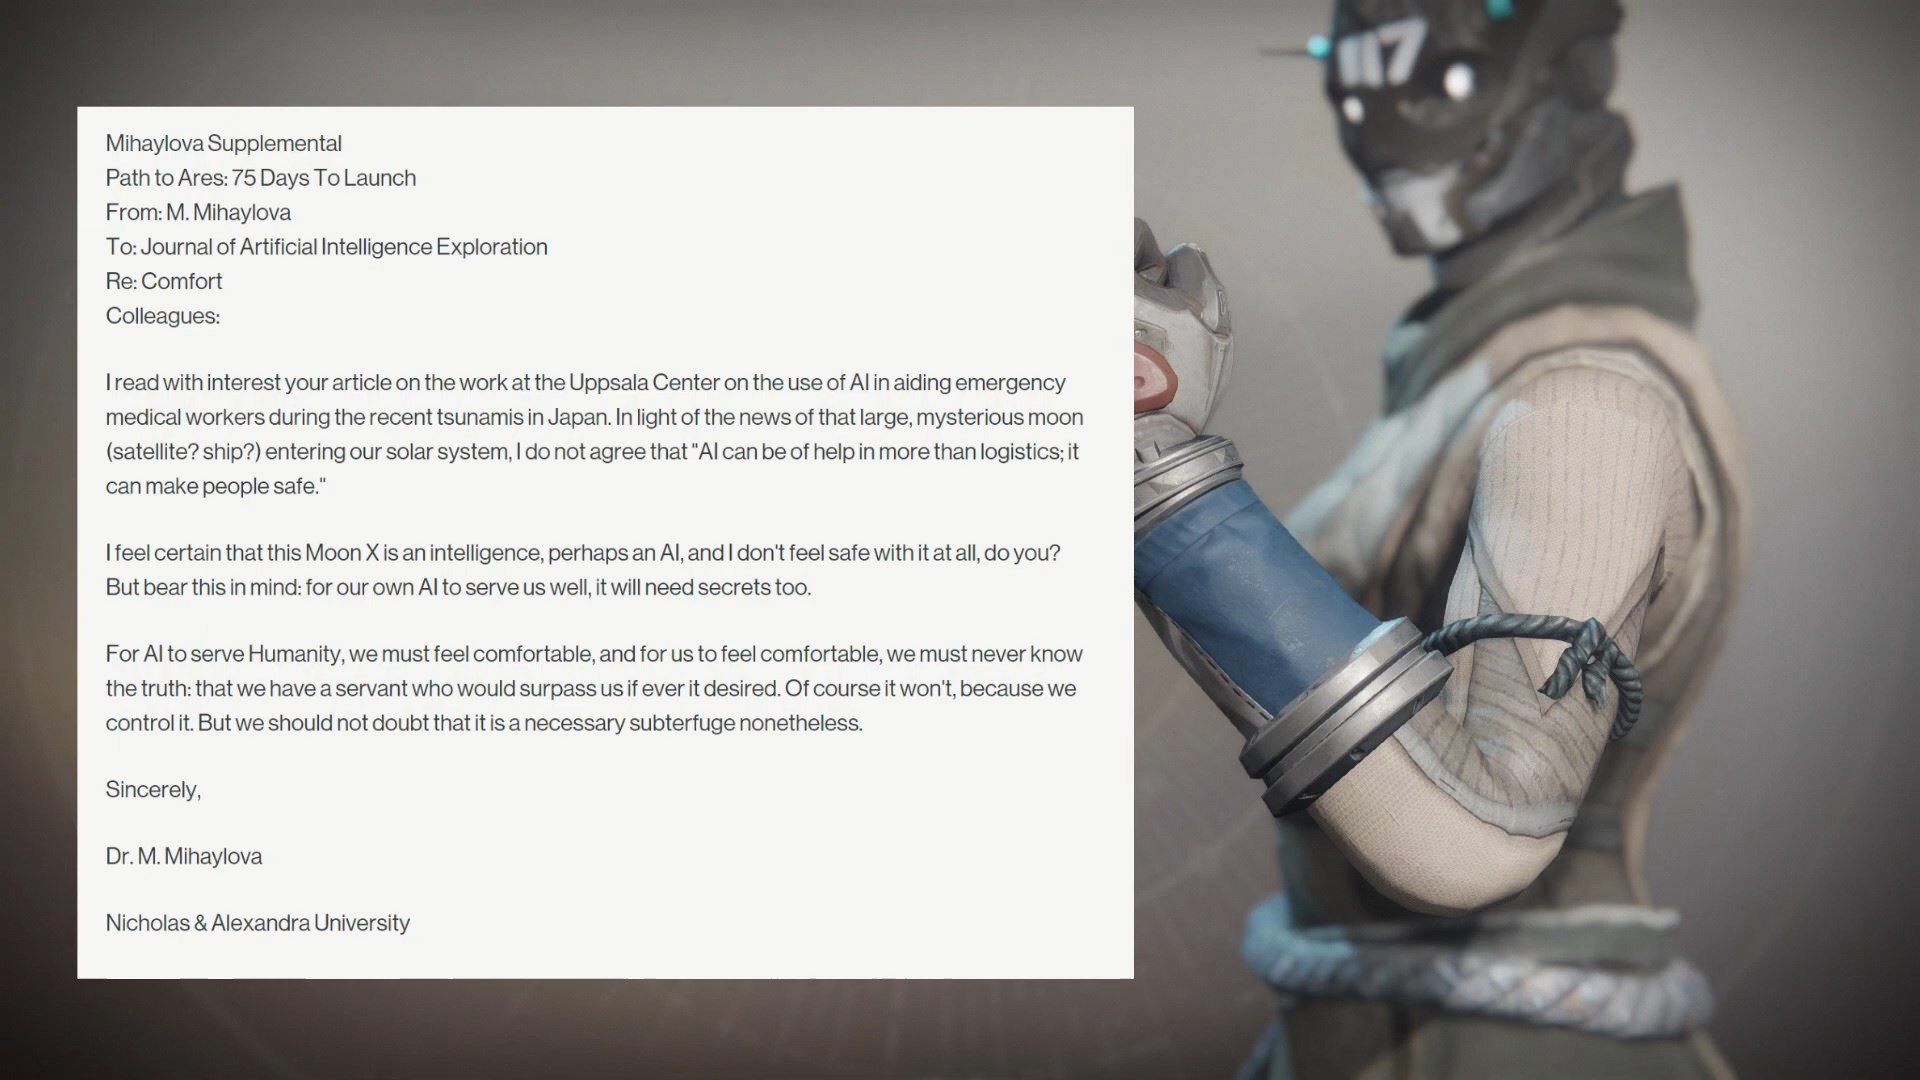 117
Mihaylova Supplemental
Path to Ares: 75 Days To Launch
From: M. Mihaylova
To: Journal of Artificial Intelligence Exploration
Re: Comfort
Colleagues:
I read with interest your article on the work at the Uppsala Center on the use of AI in aiding emergency
medical workers during the recent tsunamis in Japan. In light of the news of that large, mysterious moon
(satellite? ship?) entering our solar system, I do not agree that "AI can be of help in more than logistics; it
can make people safe."
I feel certain that this Moon X is an intelligence, perhaps an AI, and I don't feel safe with it at all, do you?
But bear this in mind: for our own AI to serve us well, it will need secrets too.
For AI to serve Humanity, we must feel comfortable, and for us to feel comfortable, we must never know
the truth: that we have a servant who would surpass us if ever it desired. Of course it won't, because we
control it. But we should not doubt that it is a necessary subterfuge nonetheless.
Sincerely,
Dr. M. Mihaylova
Nicholas & Alexandra University